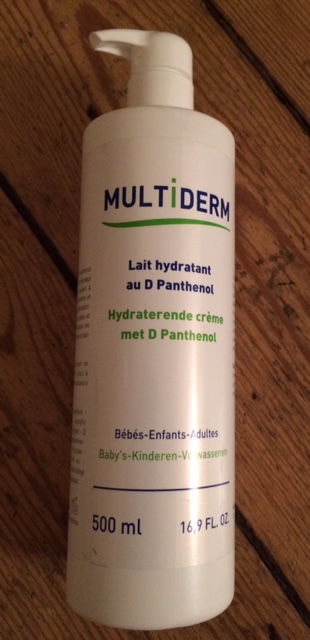 MULTiDERM
Lait hydratant
au D Panthenol
Hydraterende crème
met D Panthenol
Bébés-Enfants-Adultes
Baby's-Kinderen-Volwassenen
500 ml 16,9 FL. OZ.